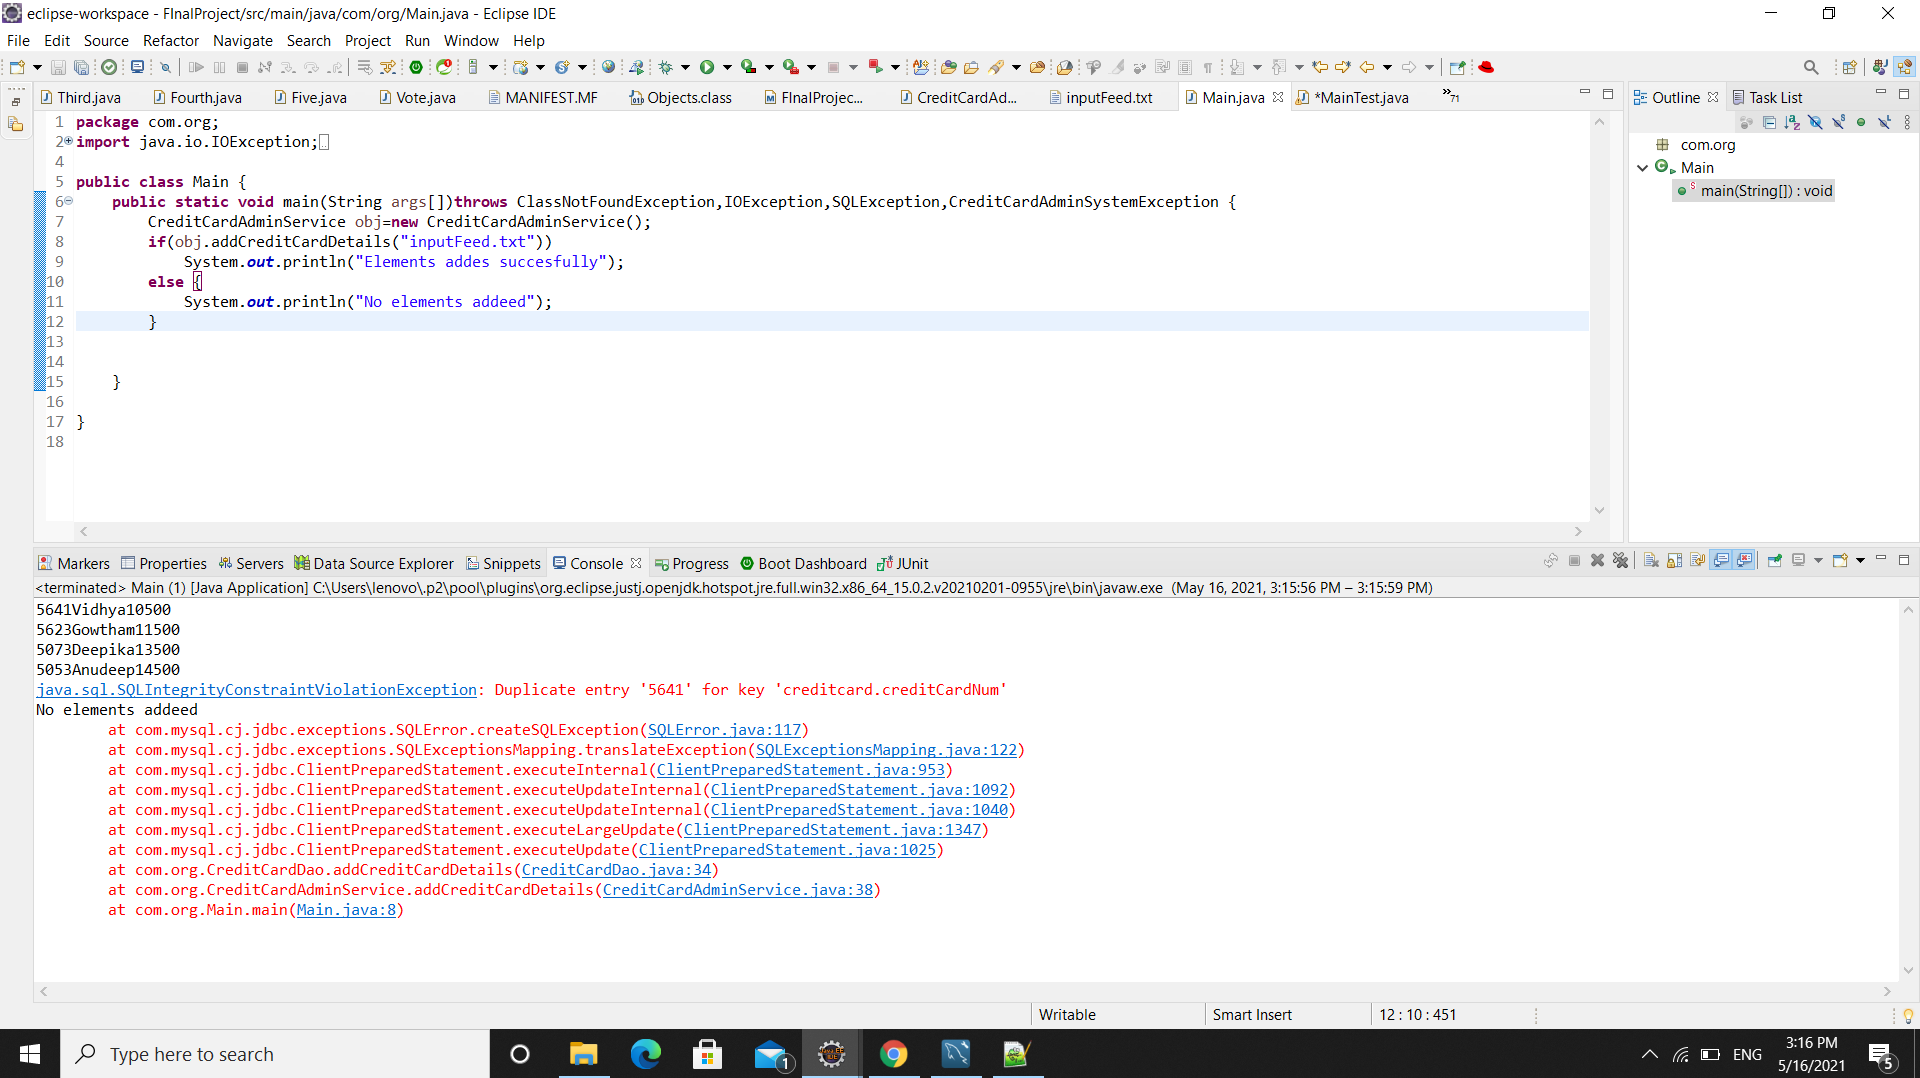 eclipse-workspace - FInalProject/src/main/java/com/org/Main.java - Eclipse IDE
File Edit Source Refactor Navigate Search Project Run Window Help
Third.java Fourth.java Five.java Vote.java MANIFEST.MF Objects.class FInalProjec... CreditCardAd... inputFeed.txt Main.java *MainTest.java »71
Outline Task List
1 package com.org;
2 import java.io.IOException;
4
5 public class Main {
6 public static void main(String args[])throws ClassNotFoundException,IOException,SQLException,CreditCardAdminSystemException {
7 CreditCardAdminService obj=new CreditCardAdminService();
8 if(obj.addCreditCardDetails("inputFeed.txt"))
9 System.out.println("Elements addes succesfully");
10 else {
11 System.out.println("No elements addeed");
12 }
13
14
15 }
16
17 }
18
com.org
Main
main(String[]) : void
Markers Properties Servers Data Source Explorer Snippets Console Progress Boot Dashboard JUnit
<terminated> Main (1) [Java Application] C:\Users\lenovo\.p2\pool\plugins\org.eclipse.justj.openjdk.hotspot.jre.full.win32.x86_64_15.0.2.v20210201-0955\jre\bin\javaw.exe (May 16, 2021, 3:15:56 PM – 3:15:59 PM)
5641Vidhya10500
5623Gowtham11500
5073Deepika13500
5053Anudeep14500
java.sql.SQLIntegrityConstraintViolationException: Duplicate entry '5641' for key 'creditcard.creditCardNum'
No elements addeed
at com.mysql.cj.jdbc.exceptions.SQLError.createSQLException(SQLError.java:117)
at com.mysql.cj.jdbc.exceptions.SQLExceptionsMapping.translateException(SQLExceptionsMapping.java:122)
at com.mysql.cj.jdbc.ClientPreparedStatement.executeInternal(ClientPreparedStatement.java:953)
at com.mysql.cj.jdbc.ClientPreparedStatement.executeUpdateInternal(ClientPreparedStatement.java:1092)
at com.mysql.cj.jdbc.ClientPreparedStatement.executeUpdateInternal(ClientPreparedStatement.java:1040)
at com.mysql.cj.jdbc.ClientPreparedStatement.executeLargeUpdate(ClientPreparedStatement.java:1347)
at com.mysql.cj.jdbc.ClientPreparedStatement.executeUpdate(ClientPreparedStatement.java:1025)
at com.org.CreditCardDao.addCreditCardDetails(CreditCardDao.java:34)
at com.org.CreditCardAdminService.addCreditCardDetails(CreditCardAdminService.java:38)
at com.org.Main.main(Main.java:8)
Writable Smart Insert 12 : 10 : 451
Type here to search
1
ENG
3:16 PM
5/16/2021
5